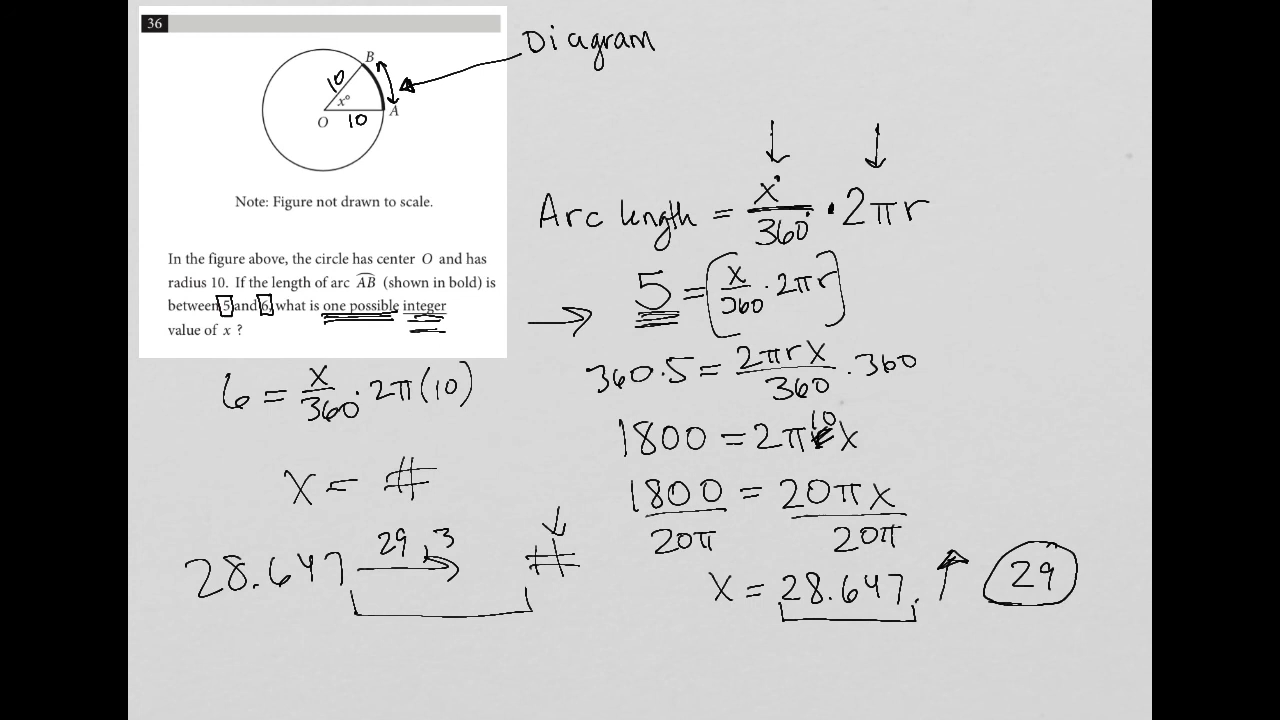 36
Diagram
B
10
x°
A
O
10
Note: Figure not drawn to scale.
In the figure above, the circle has center O and has
radius 10. If the length of arc AB (shown in bold) is
between 5 and 6, what is one possible integer
value of x ?
Arc length = x°/360° · 2πr
5 = [x/360 · 2πr]
360·5 = 2πrx/360 · 360
1800 = 2π10x
1800/20π = 20πx/20π
x = 28.647.
29
6 = x/360 · 2π(10)
x = #
28.647 29, 3 #